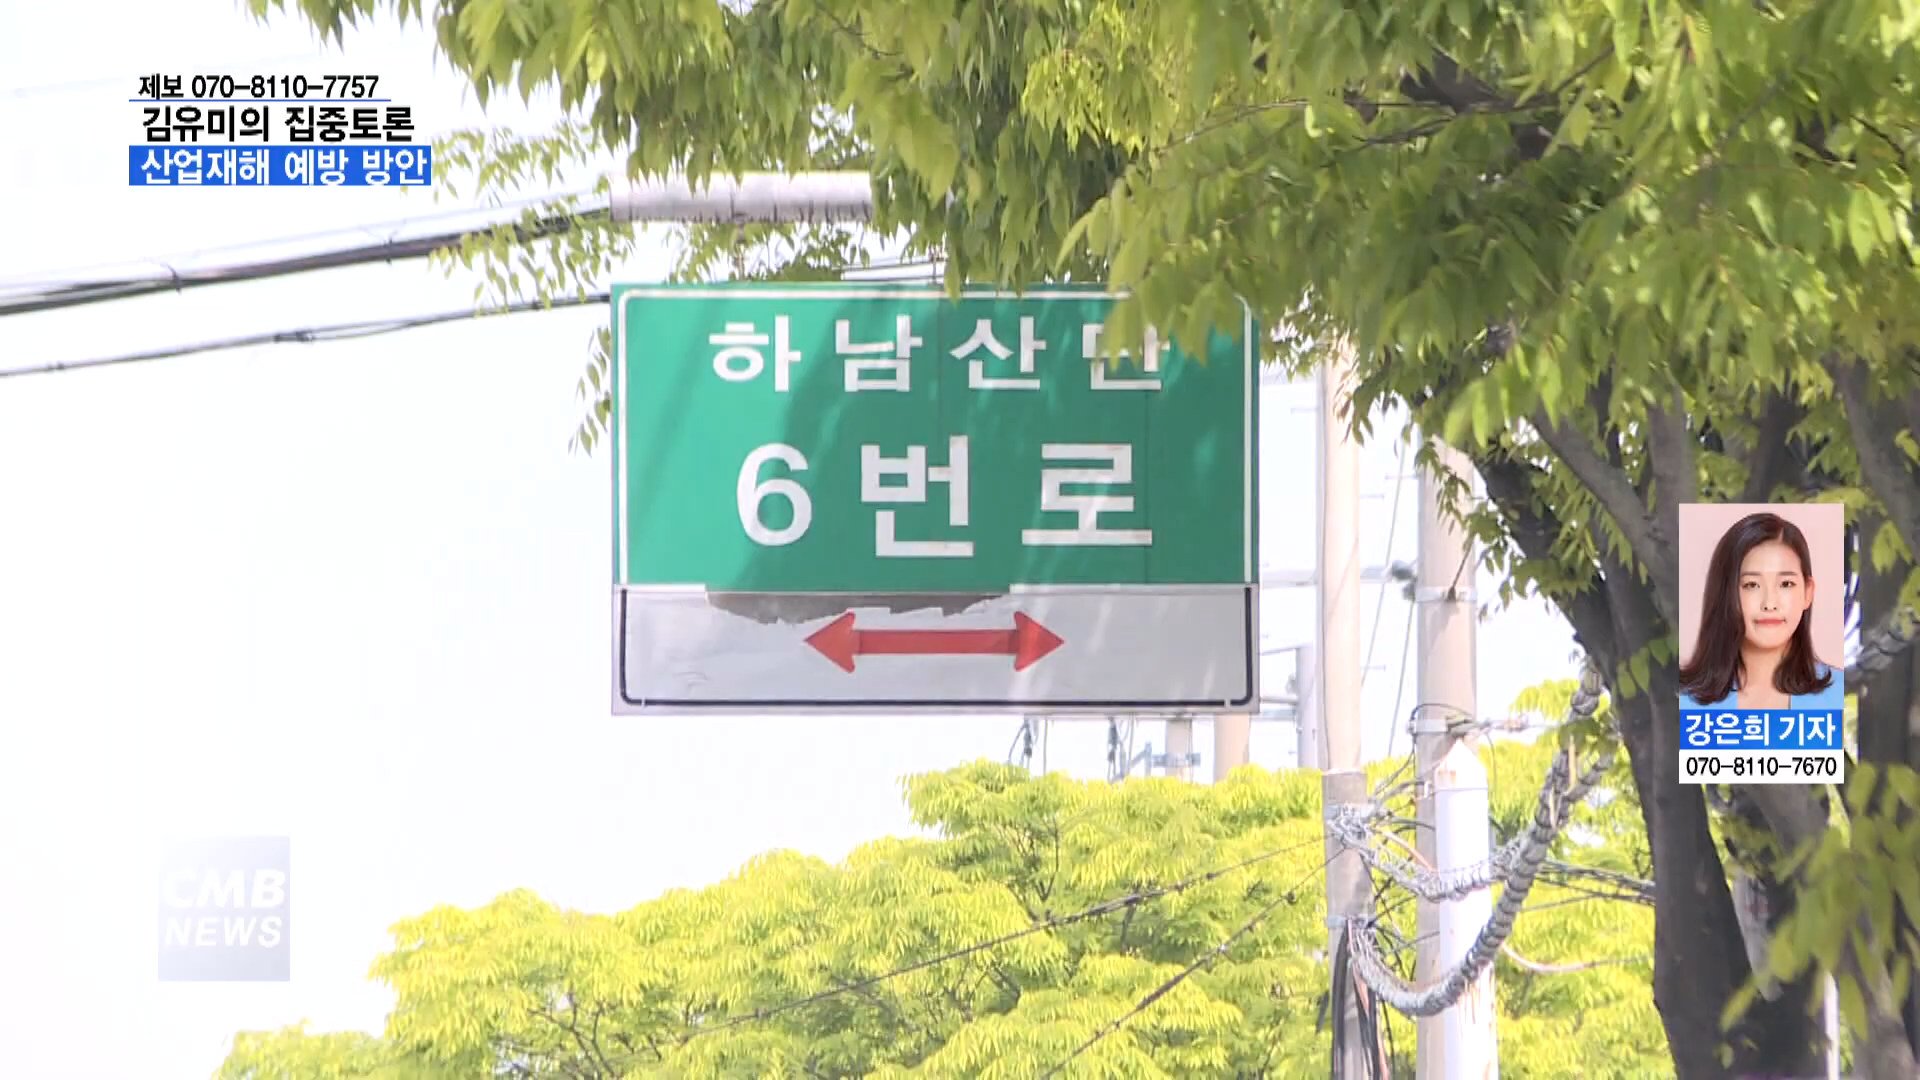 제보 070-8110-7757
김유미의 집중토론
산업재해 예방 방안
하남산단
6번로
강은희 기자
070-8110-7670
CMB
NEWS